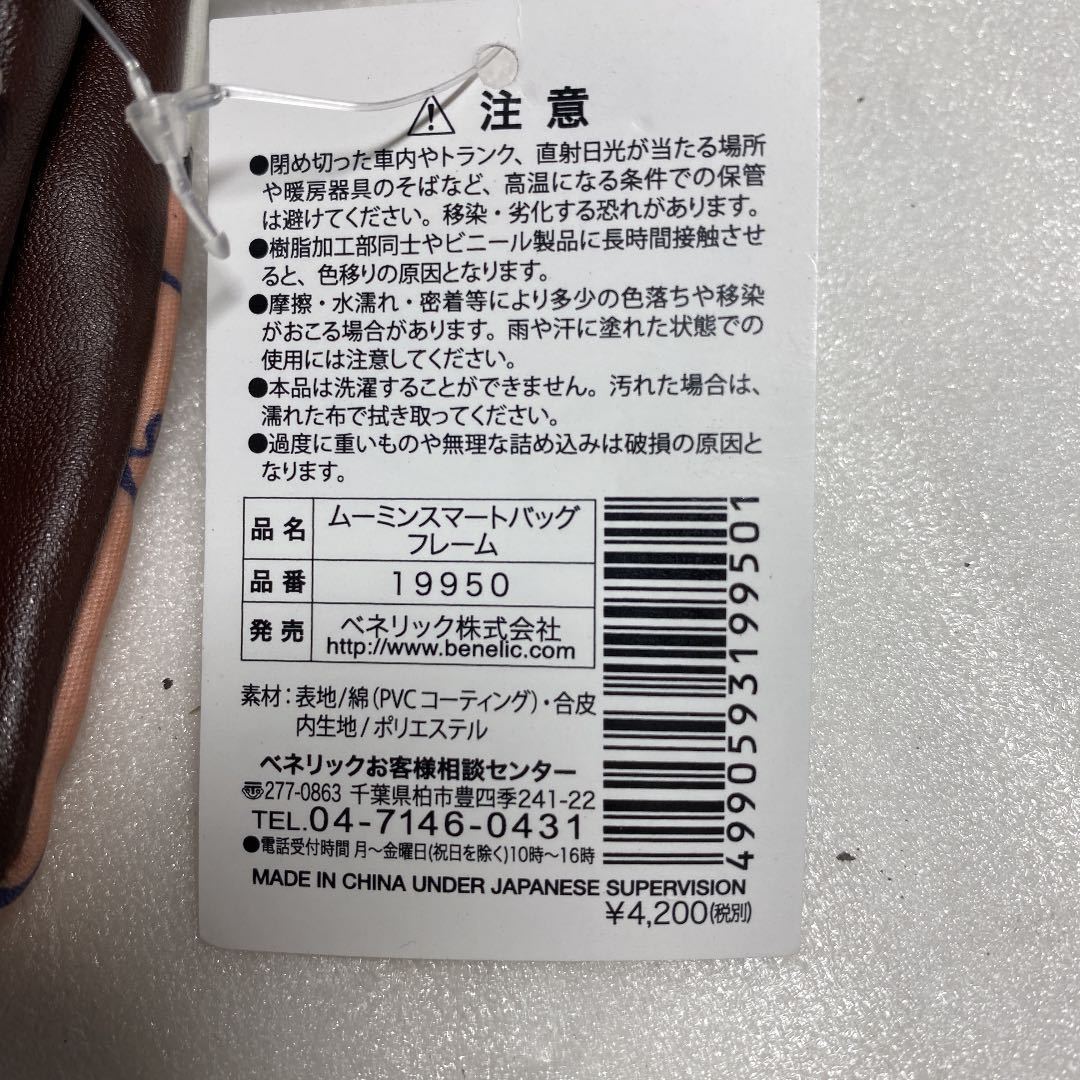 注意
●閉め切った車内やトランク、直射日光が当たる場所
や暖房器具のそばなど、高温になる条件での保管
は避けてください。移染・劣化する恐れがあります。
●樹脂加工部同士やビニール製品に長時間接触させ
ると、色移りの原因となります。
●摩擦・水濡れ・密着等により多少の色落ちや移染
がおこる場合があります。雨や汗に塗れた状態での
使用には注意してください。
●本品は洗濯することができません。汚れた場合は、
濡れた布で拭き取ってください。
●過度に重いものや無理な詰め込みは破損の原因と
なります。
品名 ムーミンスマートバッグ
フレーム
品番 19950
発売 ベネリック株式会社
http://www.benelic.com
4990593199501
素材：表地/綿(PVCコーティング)・合皮
内生地/ポリエステル
ベネリックお客様相談センター
〠277-0863 千葉県柏市豊四季241-22
TEL.04-7146-0431
●電話受付時間 月～金曜日(祝日を除く)10時～16時
MADE IN CHINA UNDER JAPANESE SUPERVISION
¥4,200(税別)